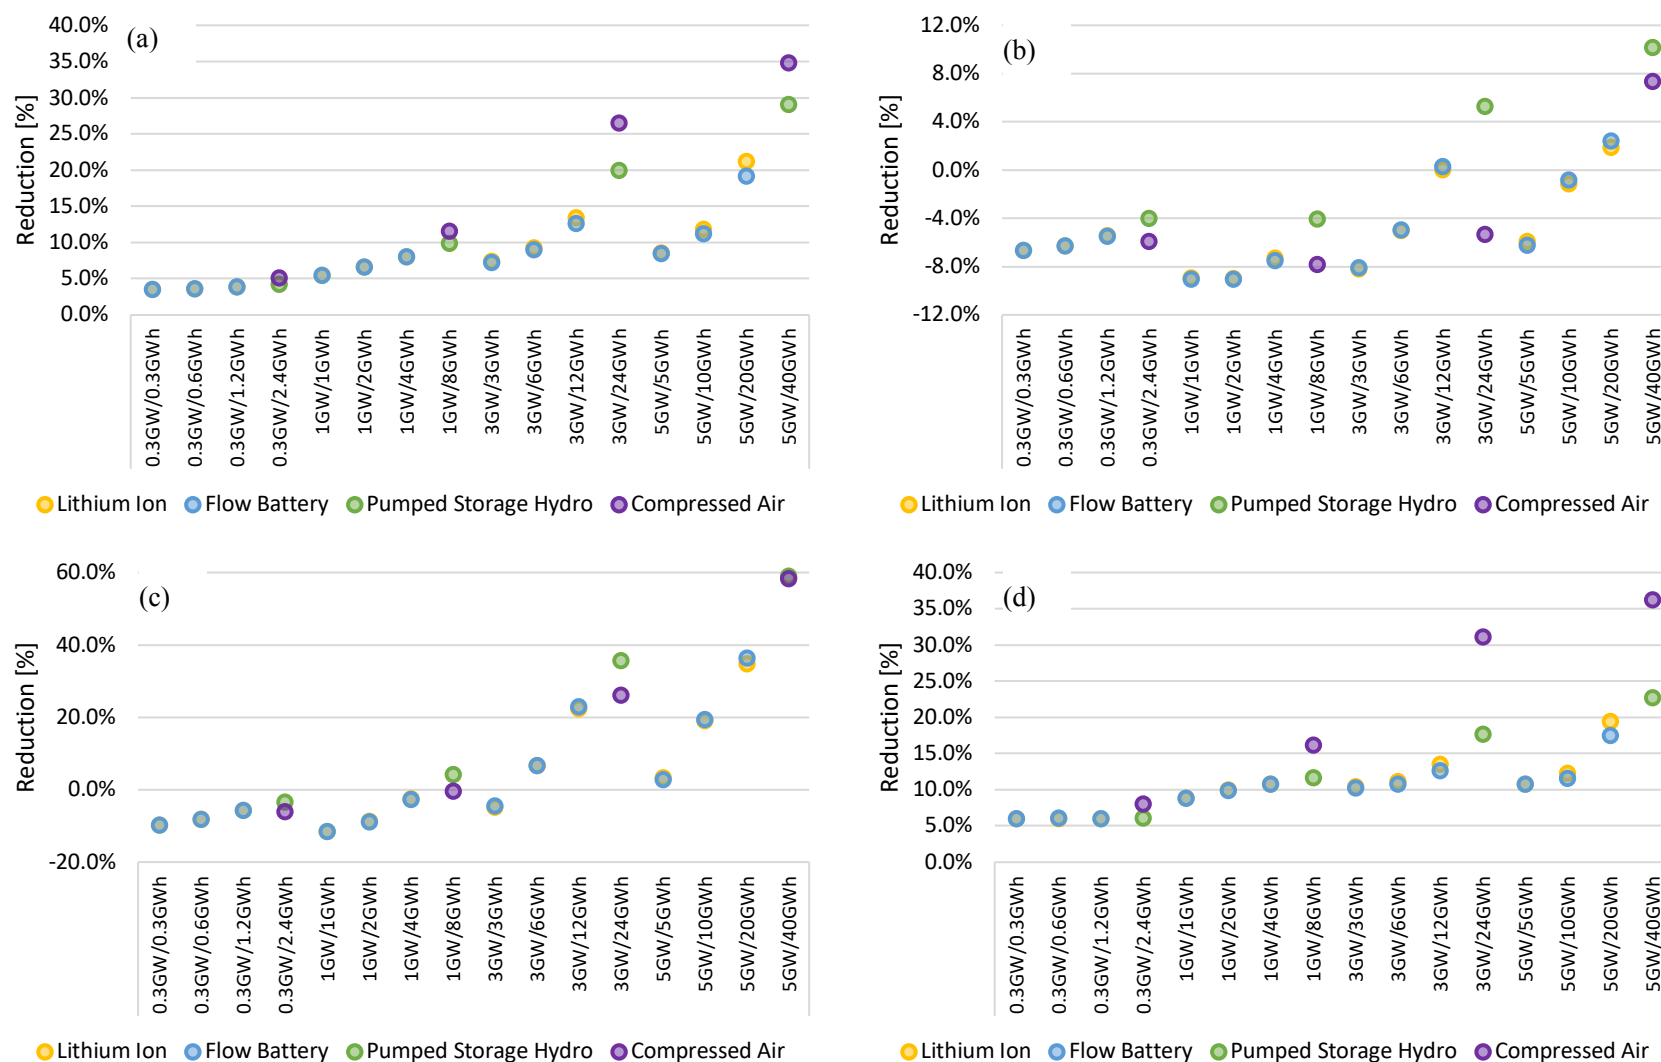 (a)
Reduction [%]
40.0%
35.0%
30.0%
25.0%
20.0%
15.0%
10.0%
5.0%
0.0%
0.3GW/0.3GWh
0.3GW/0.6GWh
0.3GW/1.2GWh
0.3GW/2.4GWh
1GW/1GWh
1GW/2GWh
1GW/4GWh
1GW/8GWh
3GW/3GWh
3GW/6GWh
3GW/12GWh
3GW/24GWh
5GW/5GWh
5GW/10GWh
5GW/20GWh
5GW/40GWh
Lithium Ion Flow Battery Pumped Storage Hydro Compressed Air
(b)
Reduction [%]
12.0%
8.0%
4.0%
0.0%
-4.0%
-8.0%
-12.0%
0.3GW/0.3GWh
0.3GW/0.6GWh
0.3GW/1.2GWh
0.3GW/2.4GWh
1GW/1GWh
1GW/2GWh
1GW/4GWh
1GW/8GWh
3GW/3GWh
3GW/6GWh
3GW/12GWh
3GW/24GWh
5GW/5GWh
5GW/10GWh
5GW/20GWh
5GW/40GWh
Lithium Ion Flow Battery Pumped Storage Hydro Compressed Air
(c)
Reduction [%]
60.0%
40.0%
20.0%
0.0%
-20.0%
0.3GW/0.3GWh
0.3GW/0.6GWh
0.3GW/1.2GWh
0.3GW/2.4GWh
1GW/1GWh
1GW/2GWh
1GW/4GWh
1GW/8GWh
3GW/3GWh
3GW/6GWh
3GW/12GWh
3GW/24GWh
5GW/5GWh
5GW/10GWh
5GW/20GWh
5GW/40GWh
Lithium Ion Flow Battery Pumped Storage Hydro Compressed Air
(d)
Reduction [%]
40.0%
35.0%
30.0%
25.0%
20.0%
15.0%
10.0%
5.0%
0.0%
0.3GW/0.3GWh
0.3GW/0.6GWh
0.3GW/1.2GWh
0.3GW/2.4GWh
1GW/1GWh
1GW/2GWh
1GW/4GWh
1GW/8GWh
3GW/3GWh
3GW/6GWh
3GW/12GWh
3GW/24GWh
5GW/5GWh
5GW/10GWh
5GW/20GWh
5GW/40GWh
Lithium Ion Flow Battery Pumped Storage Hydro Compressed Air